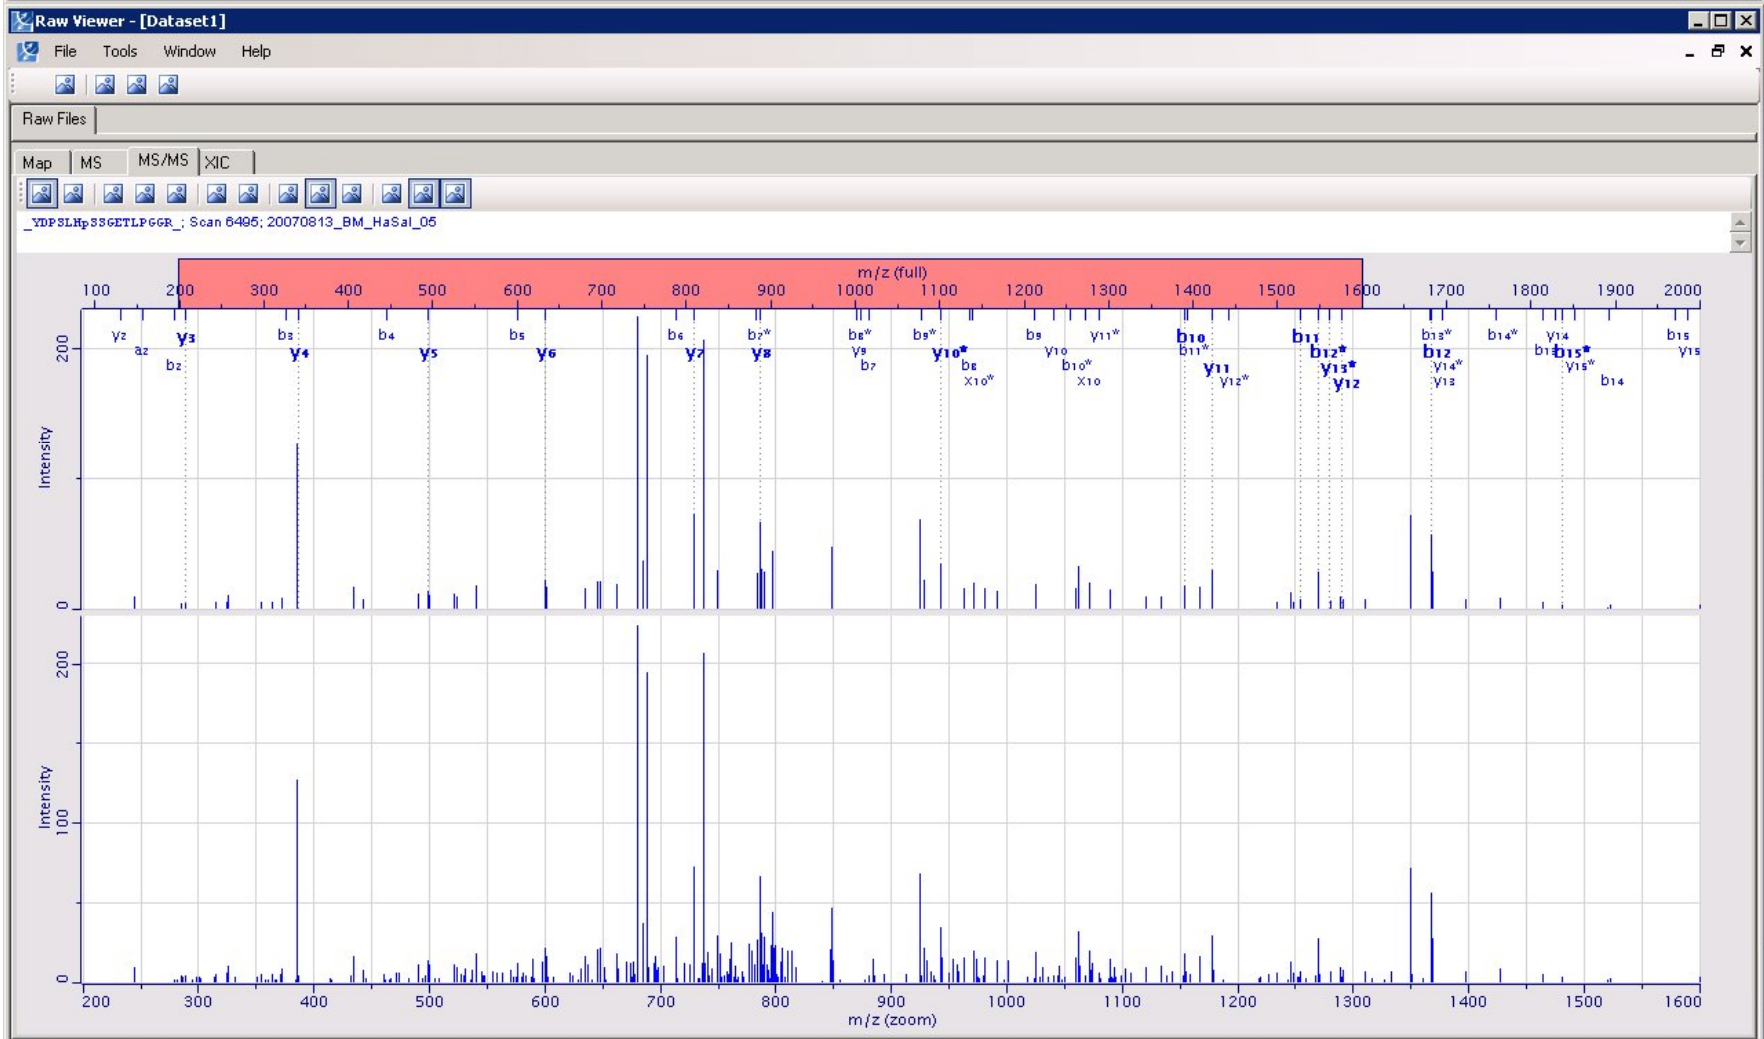 Raw Viewer - [Dataset1]
File Tools Window Help
Raw Files
Map MS MS/MS XIC
_YDPSLHpSSGETLPGGR_; Scan 6495; 20070813_BM_HaSal_05
m/z (full)
100 200 300 400 500 600 700 800 900 1000 1100 1200 1300 1400 1500 1600 1700 1800 1900 2000
y2 y3 b3 b4 b5 b6 b7* b8* b9* b9 y11* b10 b11 b13* b14* y14 b15
a2 y4 y5 y6 y7 y8 y9 y10* y10 b11* b12* b12 b13 b15* y15
b2 b7 b8 b10* y11 y13* y14* y15*
x10* x10 y12* y12 y13 b14
Intensity
200
0
Intensity
200
100
0
200 300 400 500 600 700 800 900 1000 1100 1200 1300 1400 1500 1600
m/z (zoom)